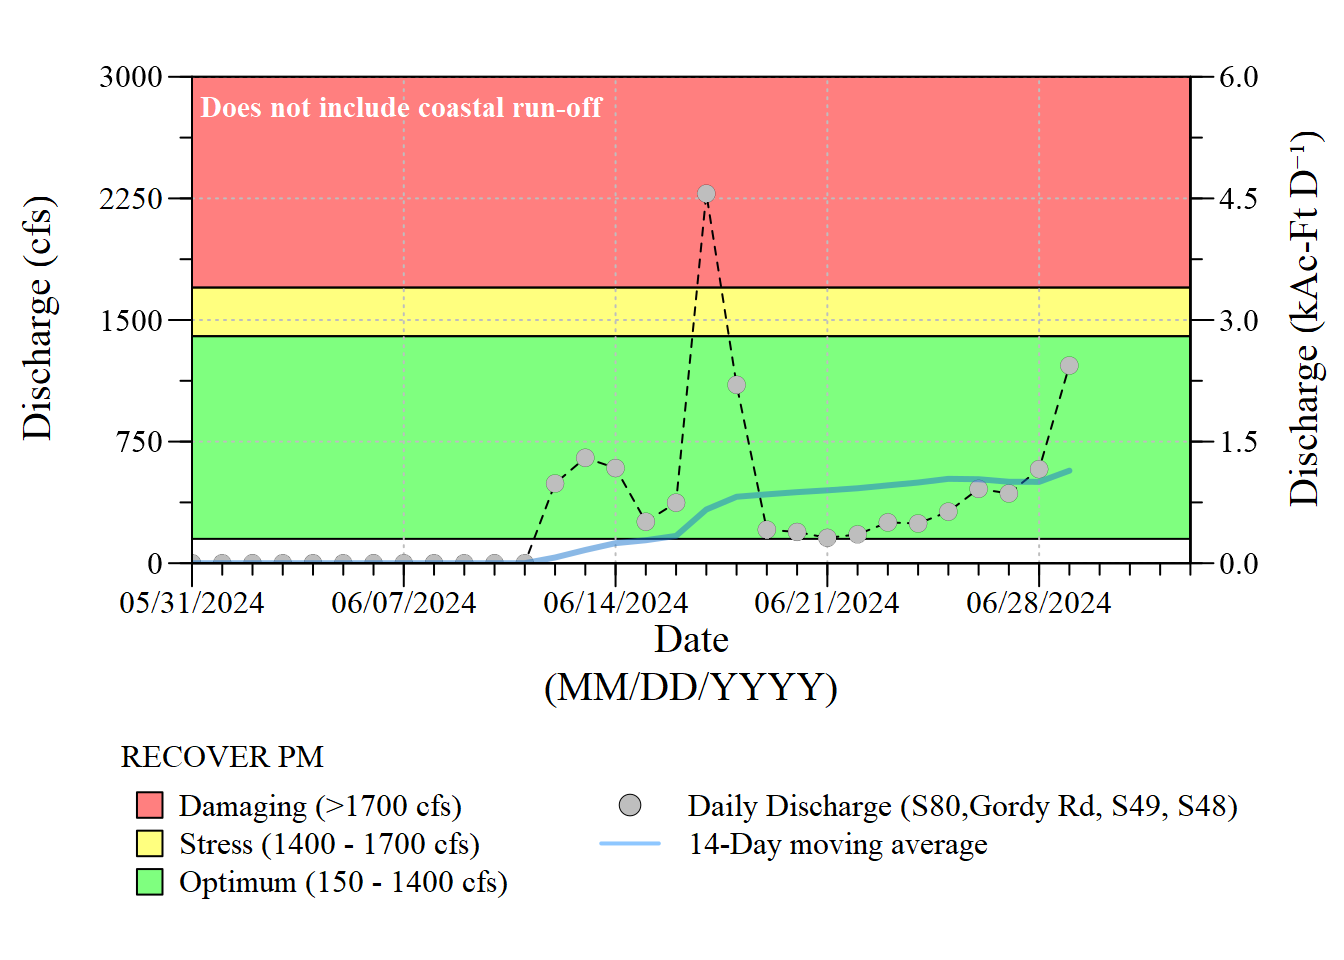 3000
2250
1500
750
0
Discharge (cfs)
Does not include coastal run-off
6.0
4.5
3.0
1.5
0.0
Discharge (kAc-Ft D⁻¹)
05/31/2024 06/07/2024 06/14/2024 06/21/2024 06/28/2024
Date
(MM/DD/YYYY)
RECOVER PM
Damaging (>1700 cfs)
Stress (1400 - 1700 cfs)
Optimum (150 - 1400 cfs)
Daily Discharge (S80,Gordy Rd, S49, S48)
14-Day moving average